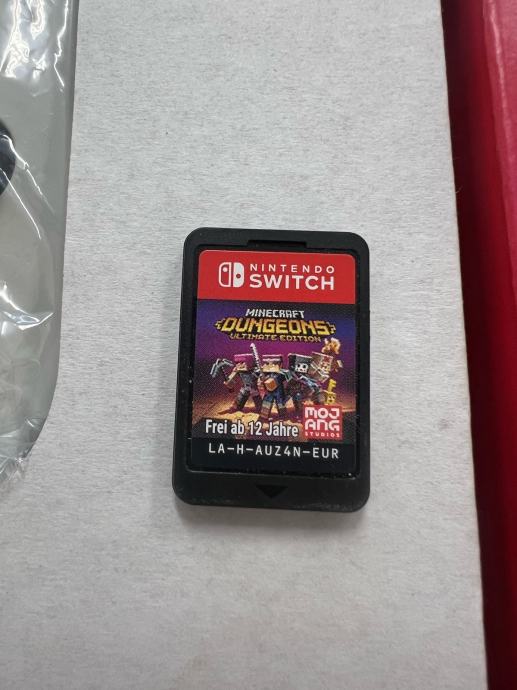 NINTENDO
SWITCH
MINECRAFT
DUNGEONS
ULTIMATE EDITION
Frei ab 12 Jahre
MOJ
ANG
STUDIOS
LA-H-AUZ4N-EUR